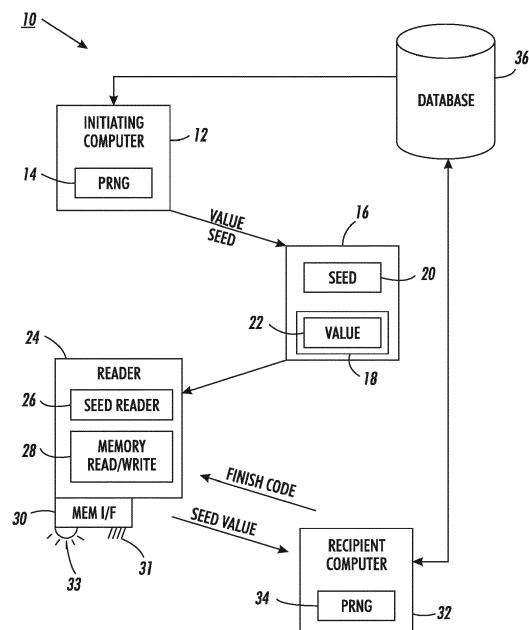 10
36
DATABASE
INITIATING
COMPUTER
12
14
PRNG
VALUE
SEED
16
SEED
20
22
VALUE
18
24
READER
26
SEED READER
28
MEMORY
READ/WRITE
FINISH CODE
30
MEM I/F
SEED VALUE
33
31
RECIPIENT
COMPUTER
34
PRNG
32